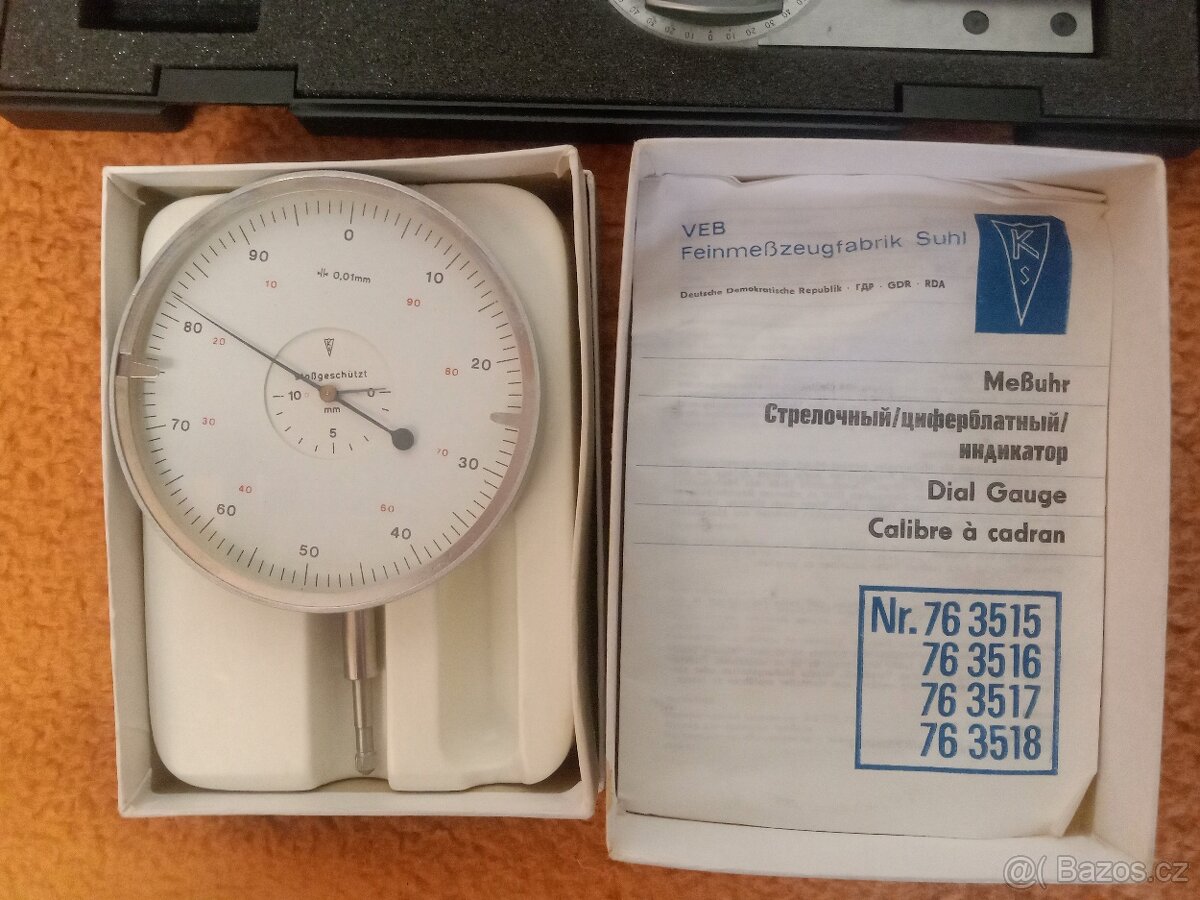 0
10
20
30
40
50
60
70
80
90
0,01mm
10
20
30
40
60
70
80
90
stoßgeschützt
10
0
mm
5
VEB
Feinmeßzeugfabrik Suhl
Deutsche Demokratische Republik · ГДР · GDR · RDA
K
S
Meßuhr
Стрелочный/циферблатный/
индикатор
Dial Gauge
Calibre à cadran
Nr. 76 3515
76 3516
76 3517
76 3518
Bazos.cz